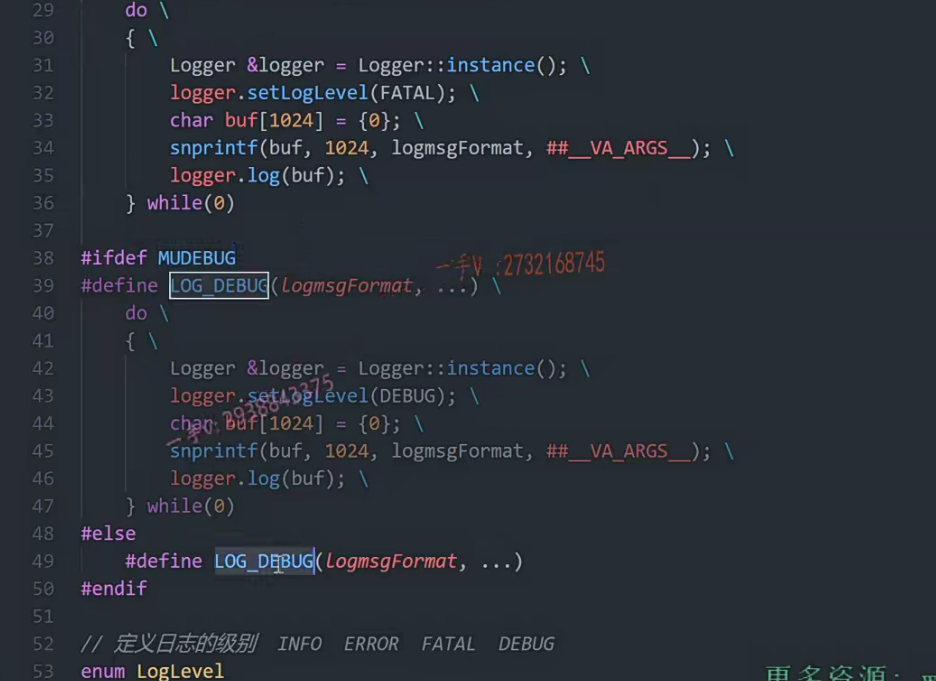 29 do \
30 { \
31 Logger &logger = Logger::instance(); \
32 logger.setLogLevel(FATAL); \
33 char buf[1024] = {0}; \
34 snprintf(buf, 1024, logmsgFormat, ##__VA_ARGS__); \
35 logger.log(buf); \
36 } while(0)
37
38 #ifdef MUDEBUG
一手V :2732168745
39 #define LOG_DEBUG(logmsgFormat, ...) \
40 do \
41 { \
42 Logger &logger = Logger::instance(); \
43 logger.setLogLevel(DEBUG); \
一手V:2938843375
44 char buf[1024] = {0}; \
45 snprintf(buf, 1024, logmsgFormat, ##__VA_ARGS__); \
46 logger.log(buf); \
47 } while(0)
48 #else
49 #define LOG_DEBUG(logmsgFormat, ...)
50 #endif
51
52 // 定义日志的级别 INFO ERROR FATAL DEBUG
53 enum LogLevel
更多资源: